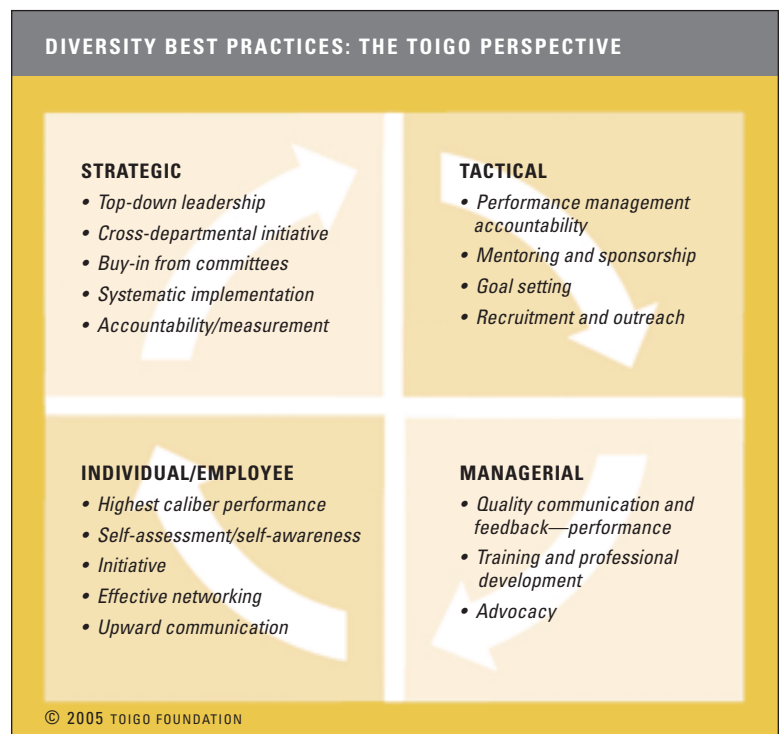 DIVERSITY BEST PRACTICES: THE TOIGO PERSPECTIVE
STRATEGIC
• Top-down leadership
• Cross-departmental initiative
• Buy-in from committees
• Systematic implementation
• Accountability/measurement
TACTICAL
• Performance management
accountability
• Mentoring and sponsorship
• Goal setting
• Recruitment and outreach
INDIVIDUAL/EMPLOYEE
• Highest caliber performance
• Self-assessment/self-awareness
• Initiative
• Effective networking
• Upward communication
MANAGERIAL
• Quality communication and
feedback—performance
• Training and professional
development
• Advocacy
© 2005 TOIGO FOUNDATION